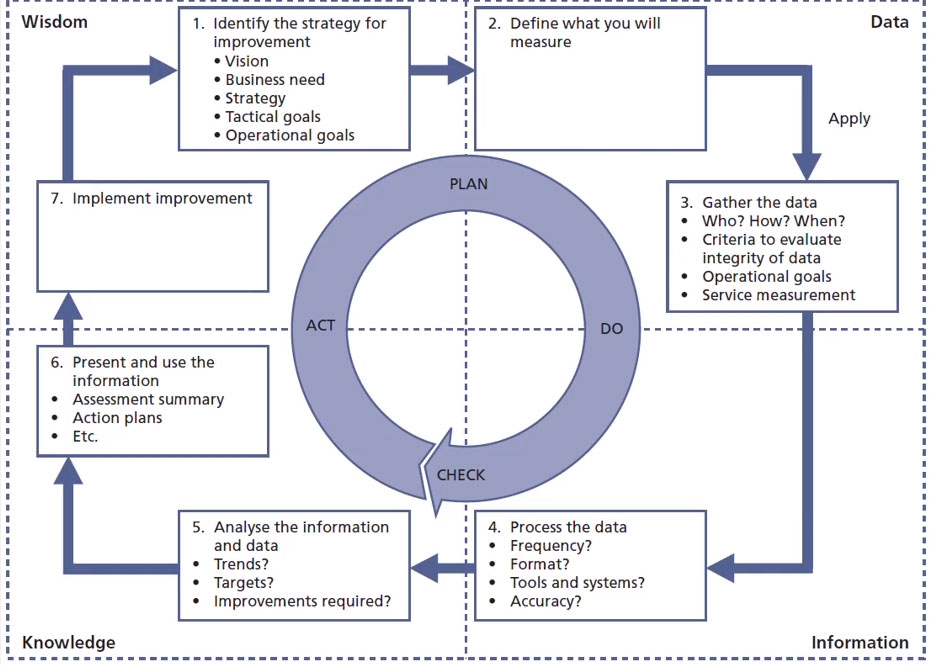 Wisdom
1. Identify the strategy for
improvement
• Vision
• Business need
• Strategy
• Tactical goals
• Operational goals
2. Define what you will
measure
Data
Apply
7. Implement improvement
PLAN
3. Gather the data
• Who? How? When?
• Criteria to evaluate
integrity of data
• Operational goals
• Service measurement
ACT
DO
6. Present and use the
information
• Assessment summary
• Action plans
• Etc.
CHECK
5. Analyse the information
and data
• Trends?
• Targets?
• Improvements required?
4. Process the data
• Frequency?
• Format?
• Tools and systems?
• Accuracy?
Knowledge
Information